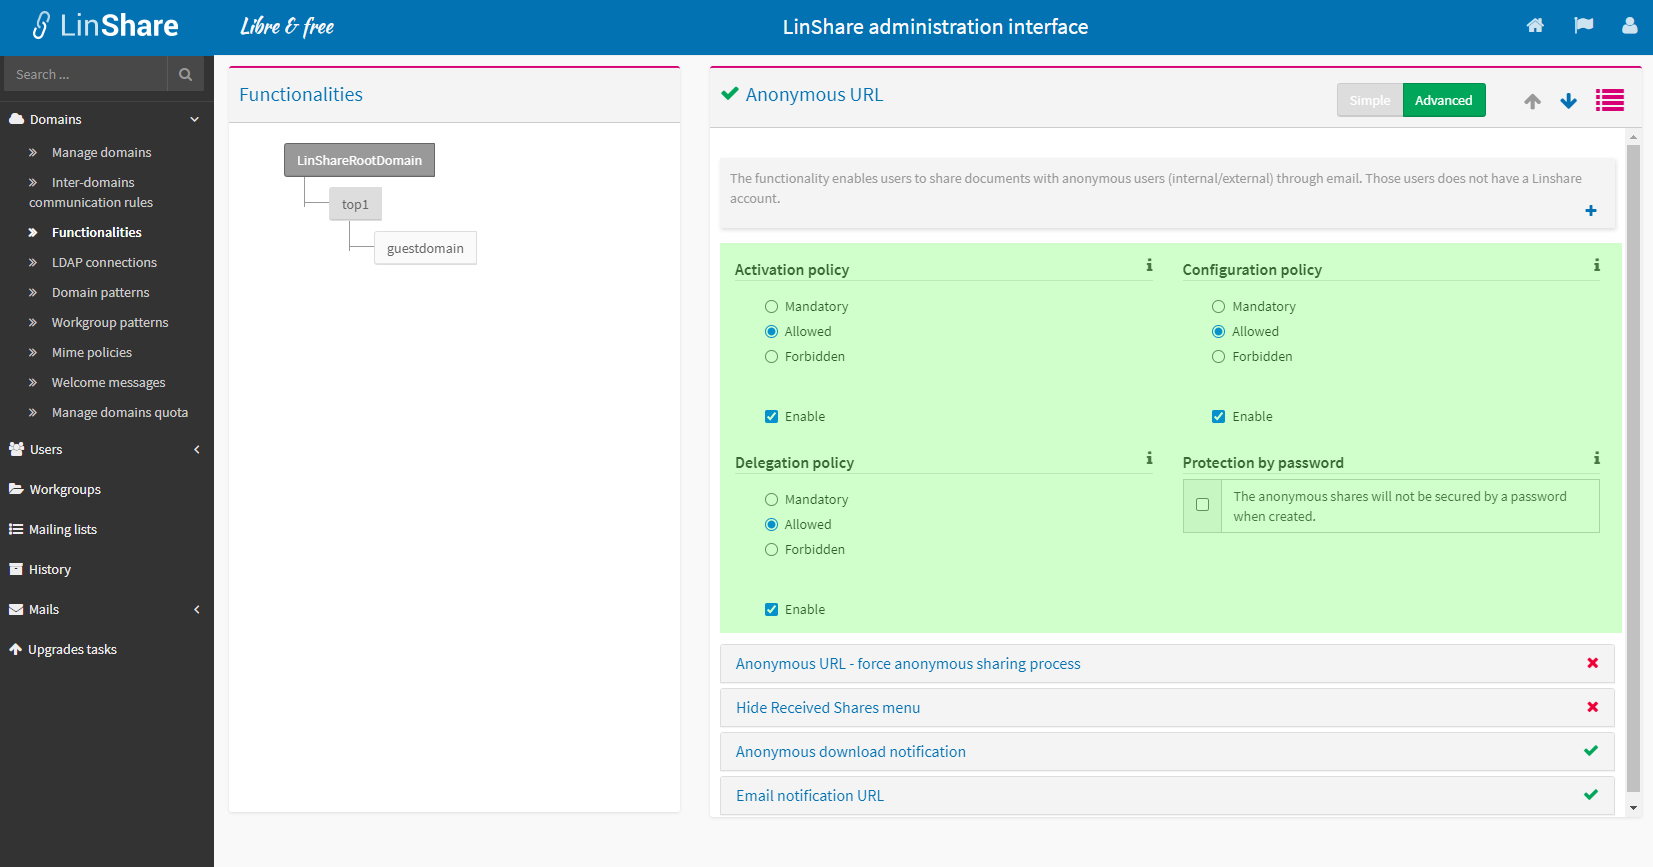 LinShare
Libre & free
LinShare administration interface
Search ...
Domains
Manage domains
Inter-domains
communication rules
Functionalities
LDAP connections
Domain patterns
Workgroup patterns
Mime policies
Welcome messages
Manage domains quota
Users
Workgroups
Mailing lists
History
Mails
Upgrades tasks
Functionalities
LinShareRootDomain
top1
guestdomain
Anonymous URL
Simple
Advanced
The functionality enables users to share documents with anonymous users (internal/external) through email. Those users does not have a Linshare
account.
Activation policy
Mandatory
Allowed
Forbidden
Enable
Configuration policy
Mandatory
Allowed
Forbidden
Enable
Delegation policy
Mandatory
Allowed
Forbidden
Enable
Protection by password
The anonymous shares will not be secured by a password
when created.
Anonymous URL - force anonymous sharing process
Hide Received Shares menu
Anonymous download notification
Email notification URL